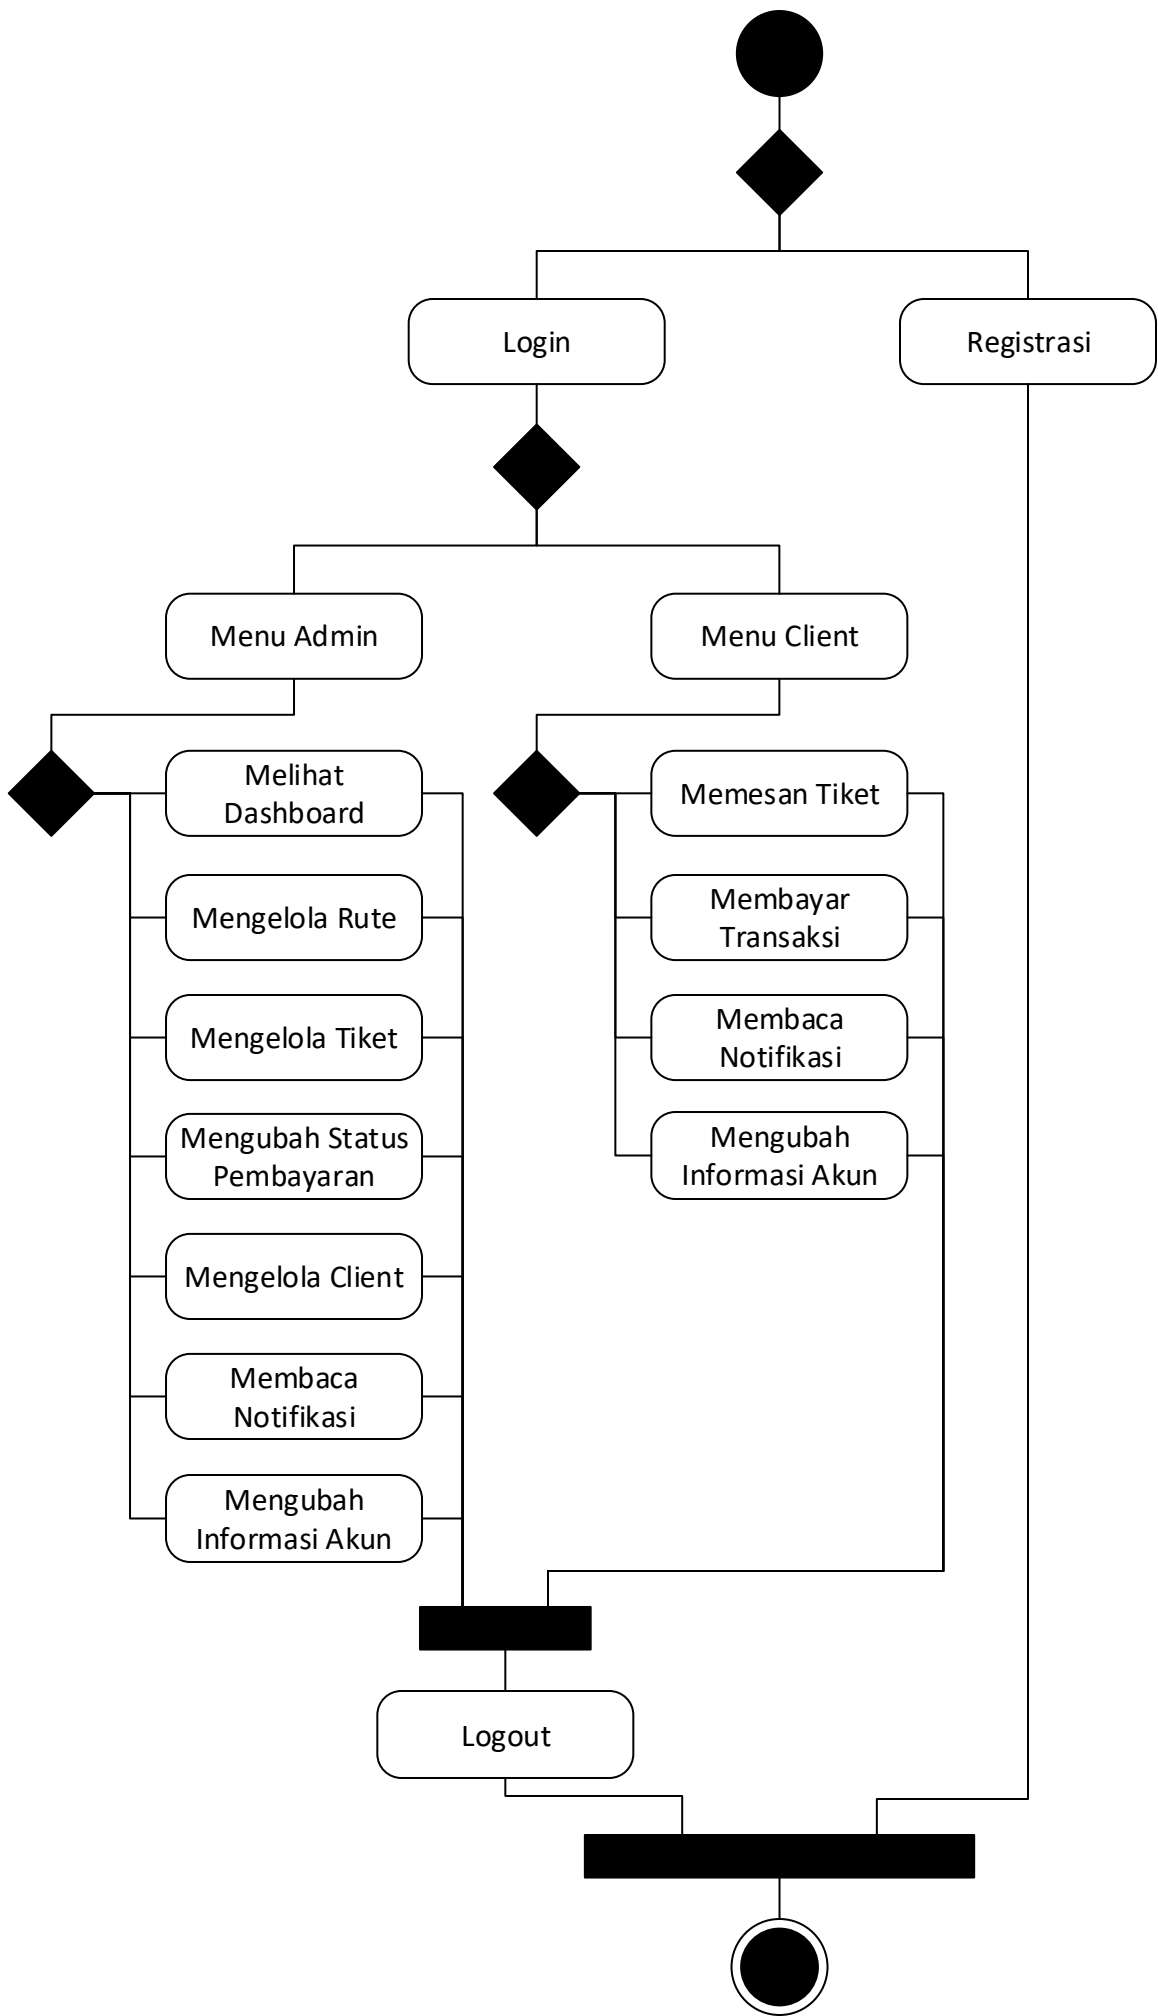 Login
Registrasi
Menu Admin
Menu Client
Melihat
Dashboard
Mengelola Rute
Mengelola Tiket
Mengubah Status
Pembayaran
Mengelola Client
Membaca
Notifikasi
Mengubah
Informasi Akun
Memesan Tiket
Membayar
Transaksi
Membaca
Notifikasi
Mengubah
Informasi Akun
Logout